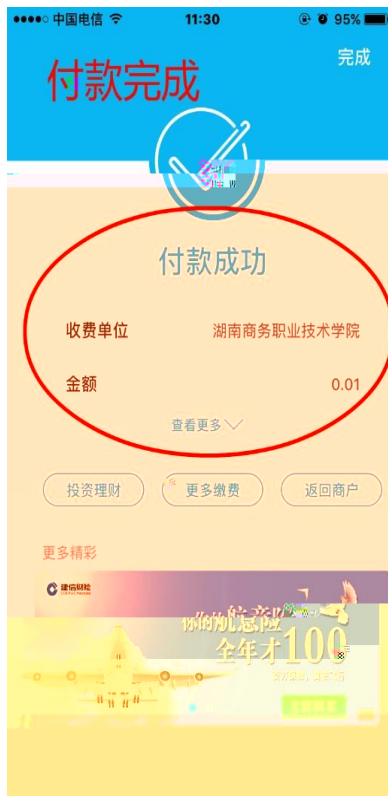 中国电信 11:30 95%
完成
付款完成
付款成功
收费单位 湖南商务职业技术学院
金额 0.01
查看更多
投资理财 更多缴费 返回商户
更多精彩
建信财险
你的航意险
全年才100